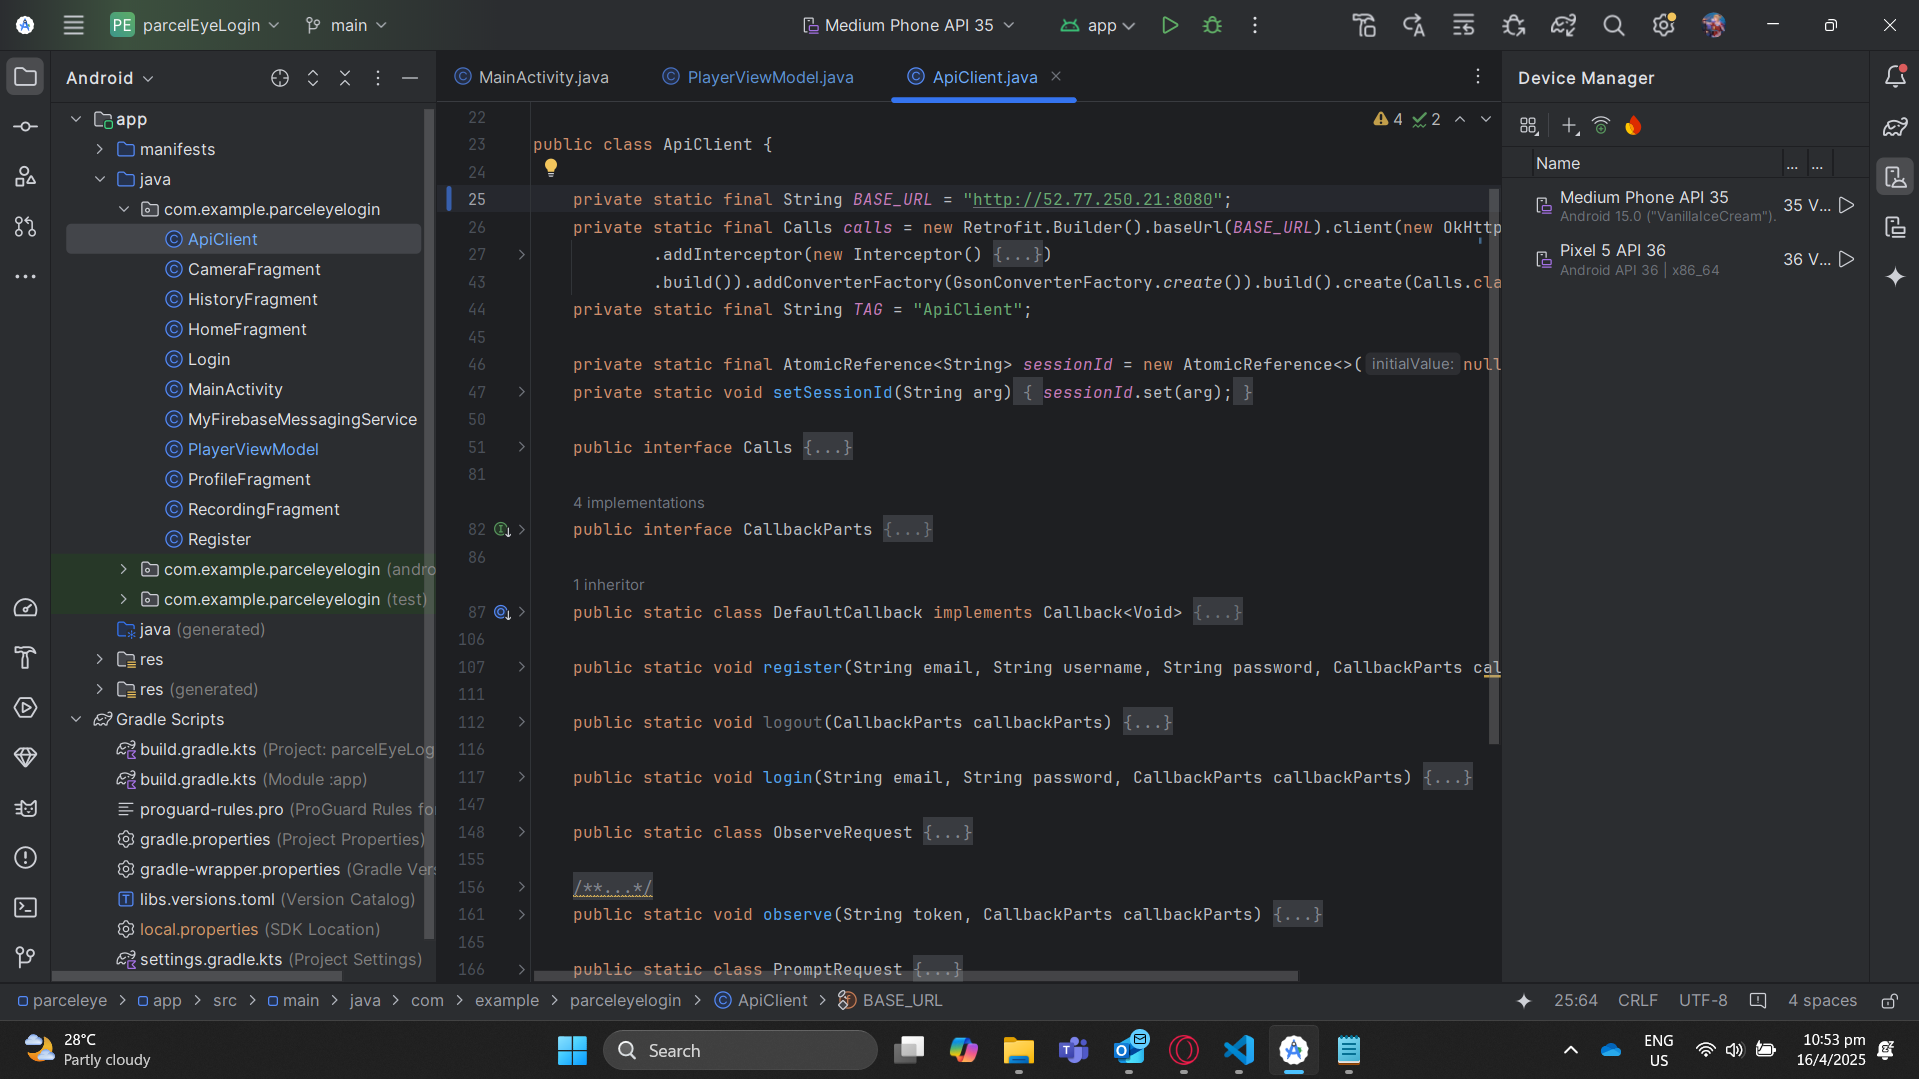 PE parcelEyeLogin main Medium Phone API 35 app
Android
app
manifests
java
com.example.parceleyelogin
ApiClient
CameraFragment
HistoryFragment
HomeFragment
Login
MainActivity
MyFirebaseMessagingService
PlayerViewModel
ProfileFragment
RecordingFragment
Register
com.example.parceleyelogin (andro
com.example.parceleyelogin (test)
java (generated)
res
res (generated)
Gradle Scripts
build.gradle.kts (Project: parcelEyeLog
build.gradle.kts (Module :app)
proguard-rules.pro (ProGuard Rules fo
gradle.properties (Project Properties)
gradle-wrapper.properties (Gradle Ver
libs.versions.toml (Version Catalog)
local.properties (SDK Location)
settings.gradle.kts (Project Settings)
MainActivity.java PlayerViewModel.java ApiClient.java
4 2
22
23 public class ApiClient {
24
25 private static final String BASE_URL = "http://52.77.250.21:8080";
26 private static final Calls calls = new Retrofit.Builder().baseUrl(BASE_URL).client(new OkHttp
27 .addInterceptor(new Interceptor() {...})
43 .build()).addConverterFactory(GsonConverterFactory.create()).build().create(Calls.cla
44 private static final String TAG = "ApiClient";
45
46 private static final AtomicReference<String> sessionId = new AtomicReference<>( initialValue: null
47 private static void setSessionId(String arg) { sessionId.set(arg); }
50
51 public interface Calls {...}
81
4 implementations
82 public interface CallbackParts {...}
86
1 inheritor
87 public static class DefaultCallback implements Callback<Void> {...}
106
107 public static void register(String email, String username, String password, CallbackParts cal
111
112 public static void logout(CallbackParts callbackParts) {...}
116
117 public static void login(String email, String password, CallbackParts callbackParts) {...}
147
148 public static class ObserveRequest {...}
155
156 /**...*/
161 public static void observe(String token, CallbackParts callbackParts) {...}
165
166 public static class PromptRequest {...}
Device Manager
Name ... ...
Medium Phone API 35
Android 15.0 ("VanillaIceCream").
35 V...
Pixel 5 API 36
Android API 36 | x86_64
36 V...
parceleye > app > src > main > java > com > example > parceleyelogin > ApiClient > BASE_URL
25:64 CRLF UTF-8 4 spaces
28°C
Partly cloudy
Search
ENG
US
10:53 pm
16/4/2025